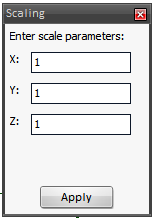 Scaling
Enter scale parameters:
X: 1
Y: 1
Z: 1
Apply